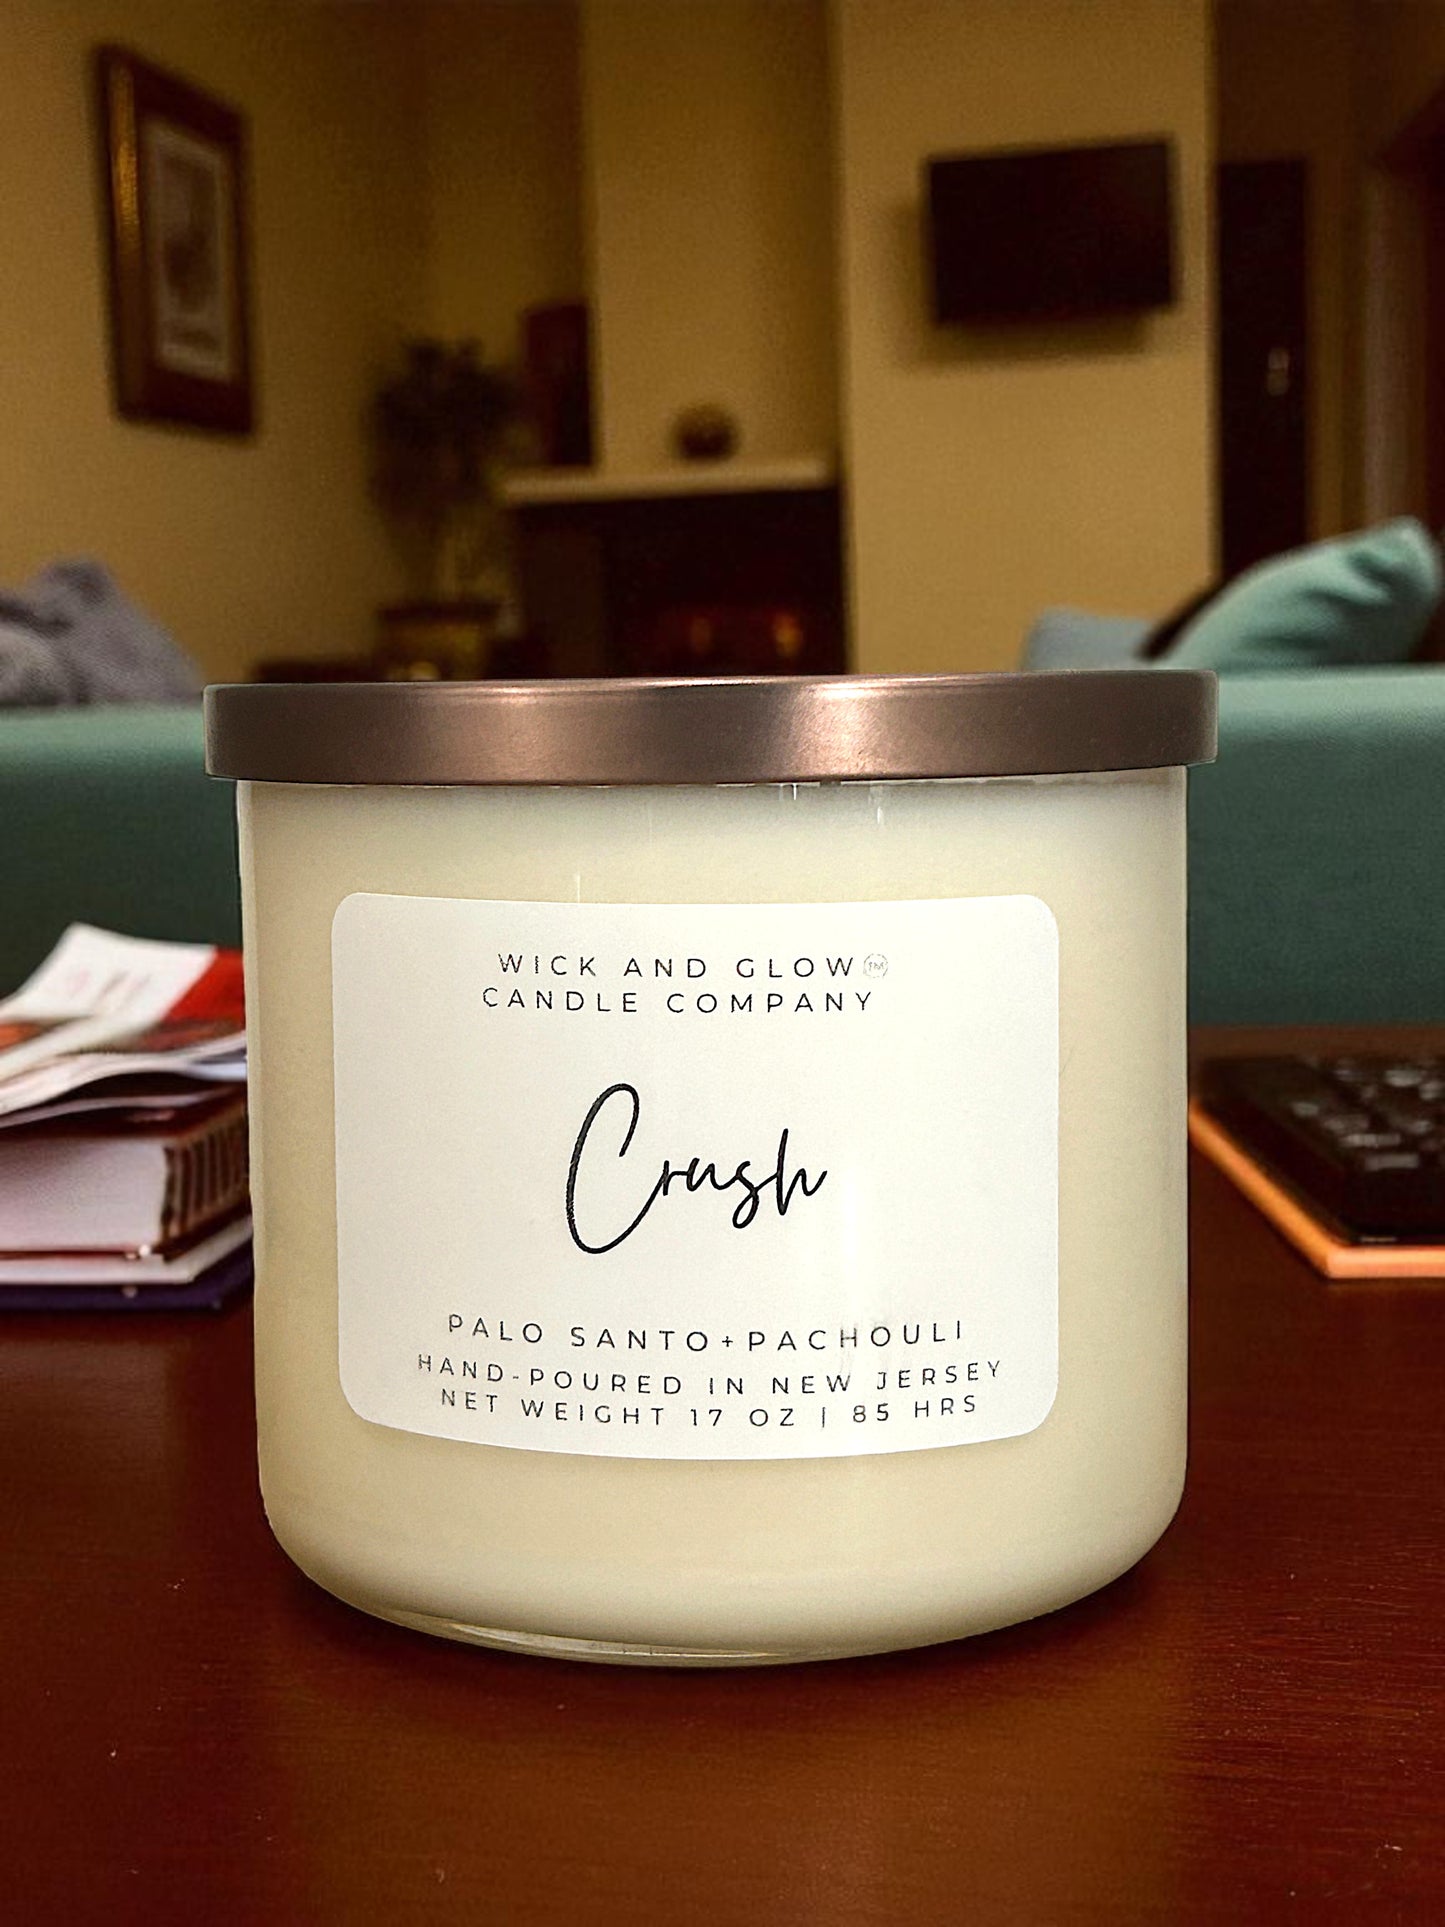 WICK AND GLOW™
CANDLE COMPANY
Crush
PALO SANTO+PACHOULI
HAND-POURED IN NEW JERSEY
NET WEIGHT 17 OZ | 85 HRS